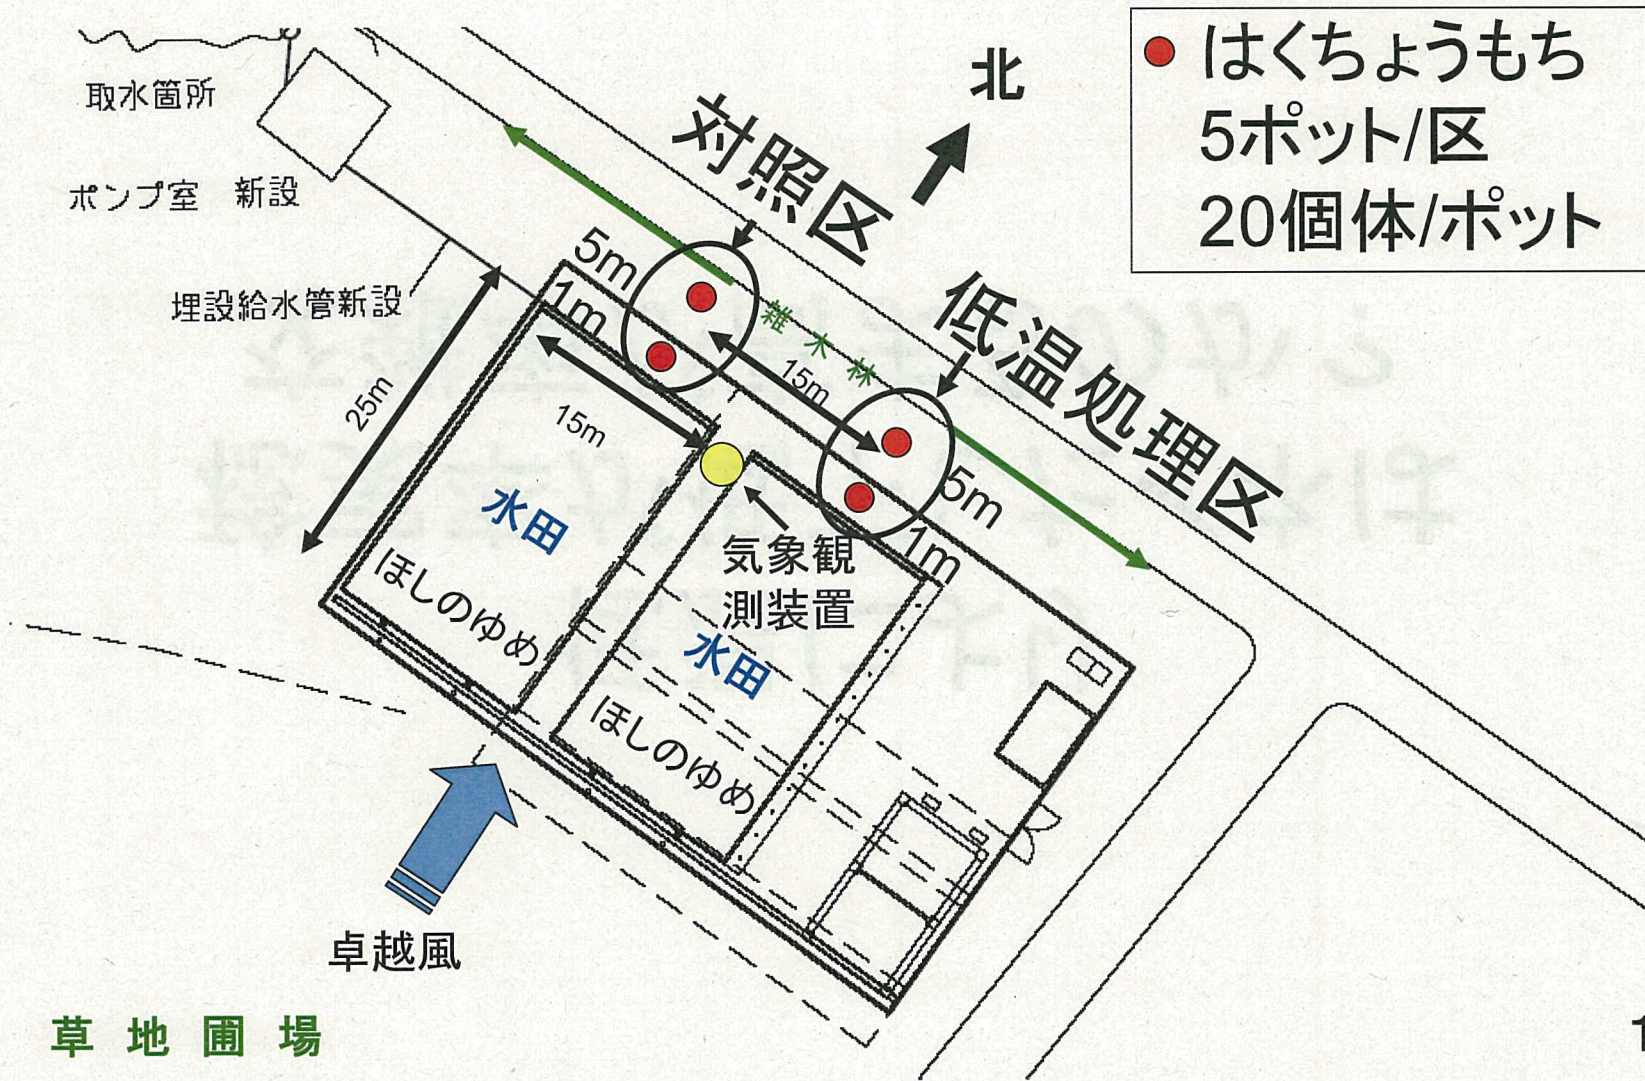 はくちょうもち
5ポット/区
20個体/ポット
北
取水箇所
ポンプ室 新設
埋設給水管新設
対照区
低温処理区
5m
1m
雑木林
15m
25m
15m
5m
1m
気象観
測装置
水田
ほしのゆめ
水田
ほしのゆめ
卓越風
草地圃場
1